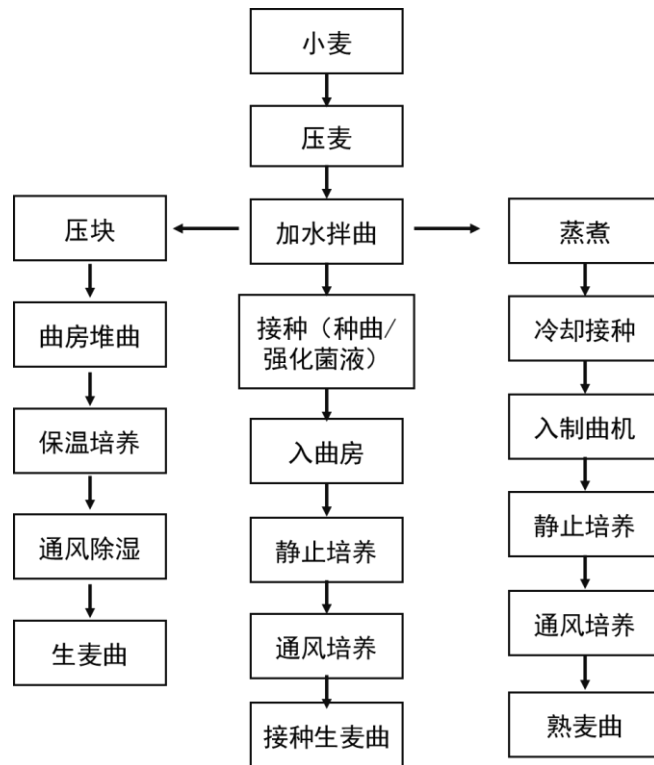 小麦
压麦
加水拌曲
压块
曲房堆曲
保温培养
通风除湿
生麦曲
接种（种曲/
强化菌液）
入曲房
静止培养
通风培养
接种生麦曲
蒸煮
冷却接种
入制曲机
静止培养
通风培养
熟麦曲